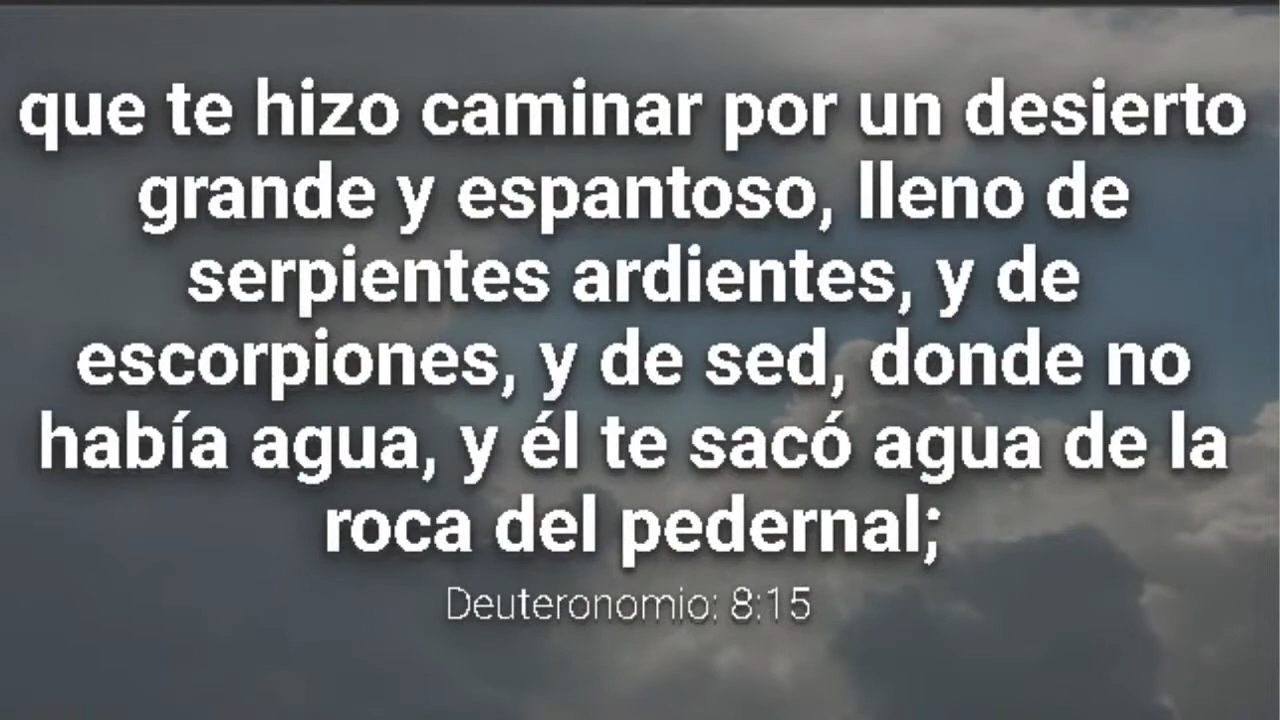 que te hizo caminar por un desierto
grande y espantoso, lleno de
serpientes ardientes, y de
escorpiones, y de sed, donde no
había agua, y él te sacó agua de la
roca del pedernal;
Deuteronomio: 8:15